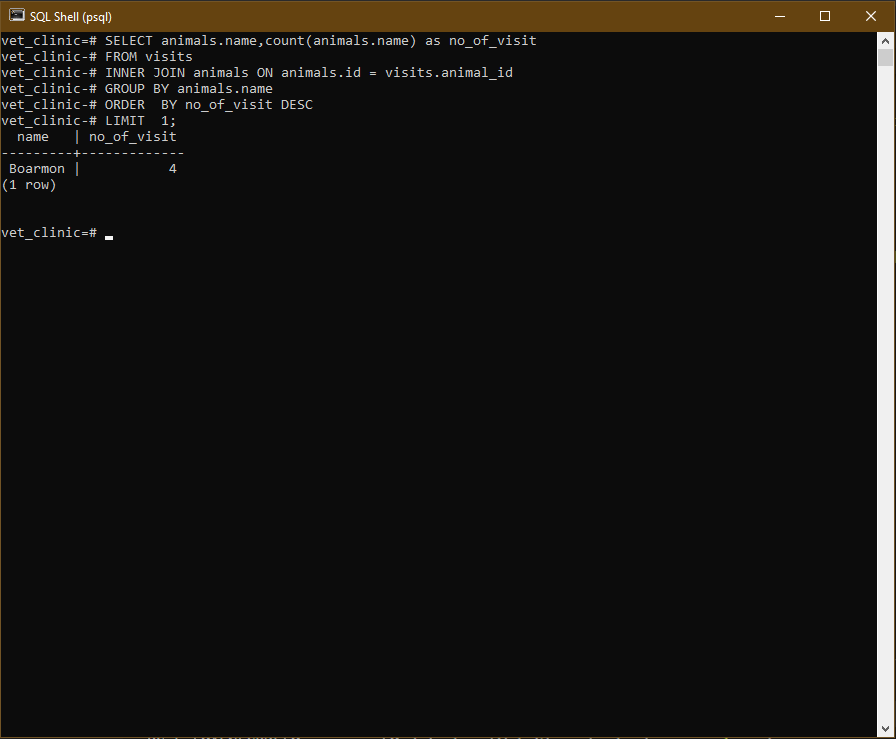 SQL Shell (psql)
vet_clinic=# SELECT animals.name,count(animals.name) as no_of_visit
vet_clinic-# FROM visits
vet_clinic-# INNER JOIN animals ON animals.id = visits.animal_id
vet_clinic-# GROUP BY animals.name
vet_clinic-# ORDER  BY no_of_visit DESC
vet_clinic-# LIMIT  1;
  name   | no_of_visit
---------+-------------
 Boarmon |           4
(1 row)
vet_clinic=#